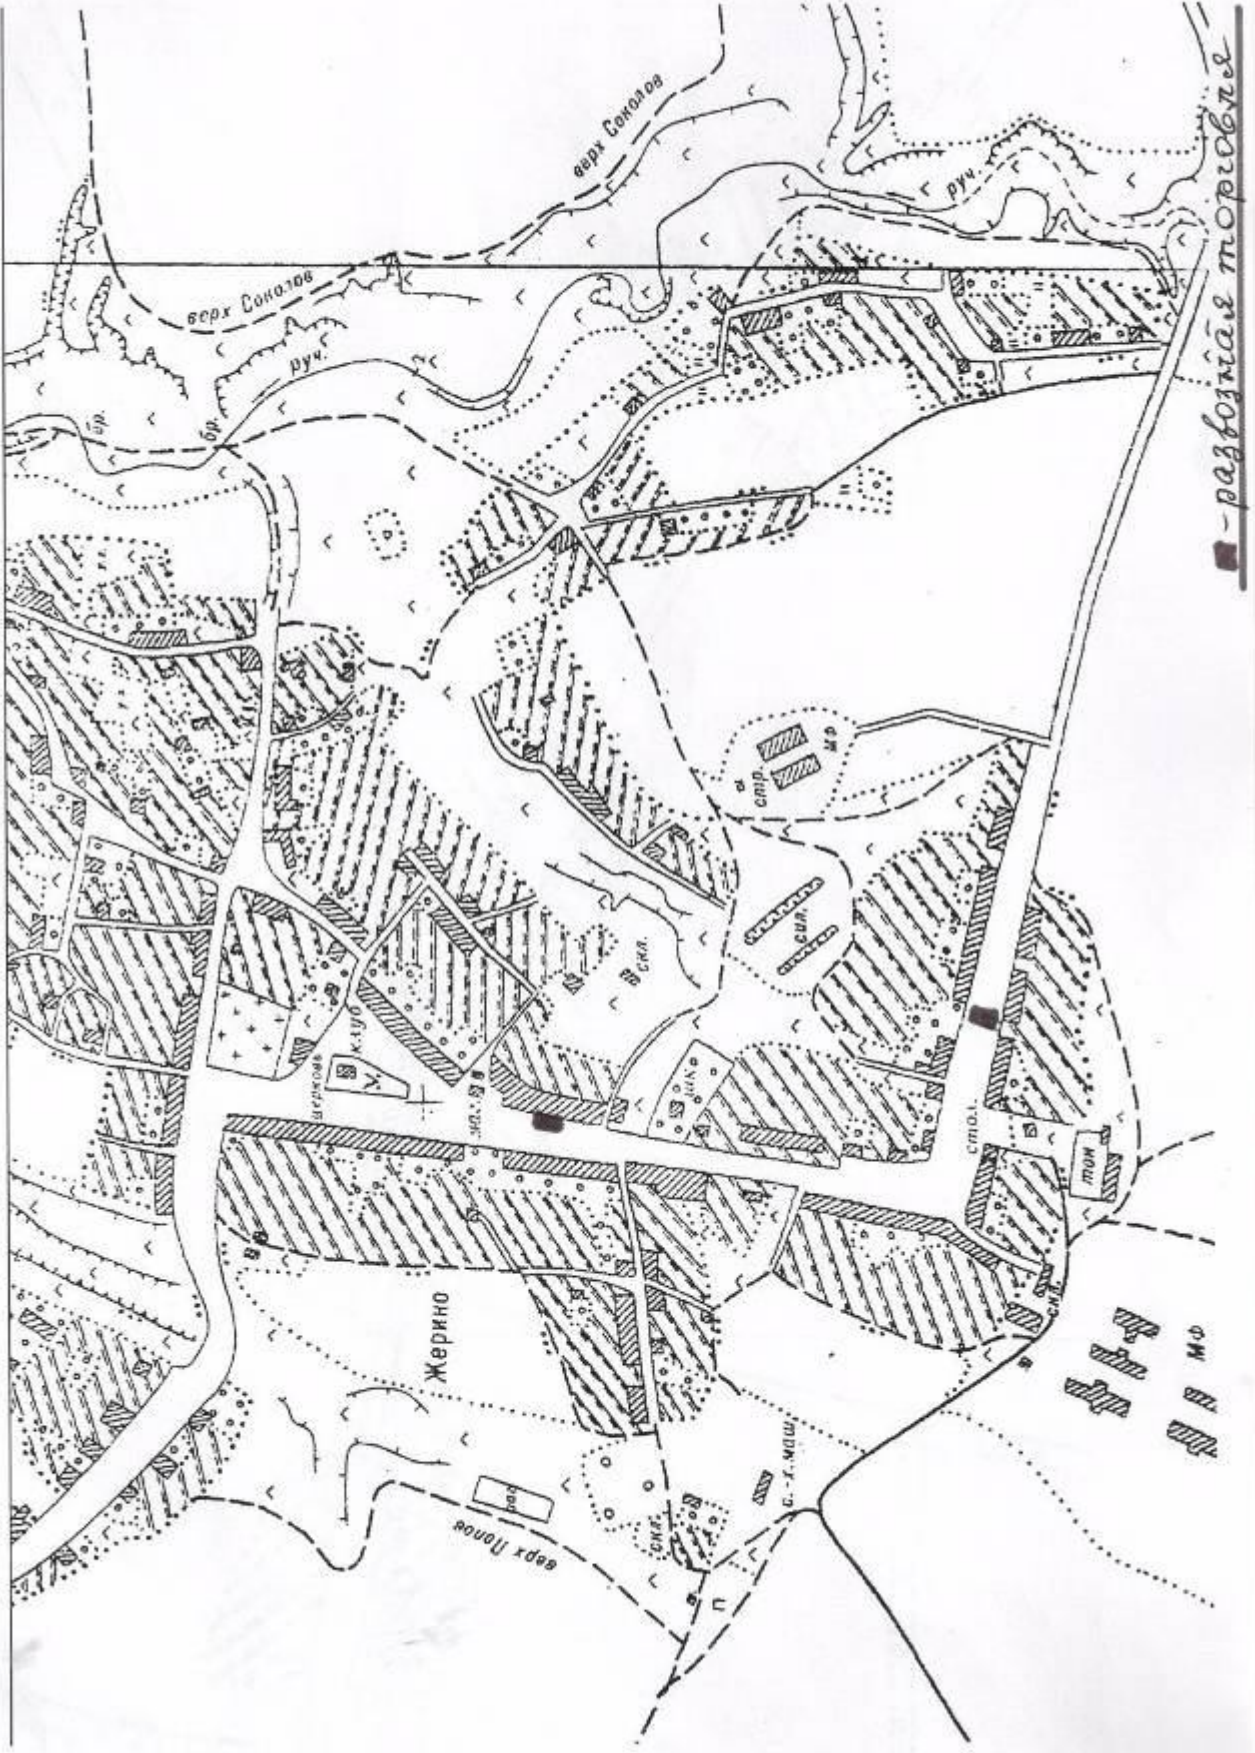 верх Соколов
верх Соколов
руч.
руч.
бр.
бр.
стр.
МФ
сил.
скл.
клуб
церковь
стол.
ток
скл.
МФ
Жерино
с.-х. маш.
скл.
верх Попов
П
- развозная торговля